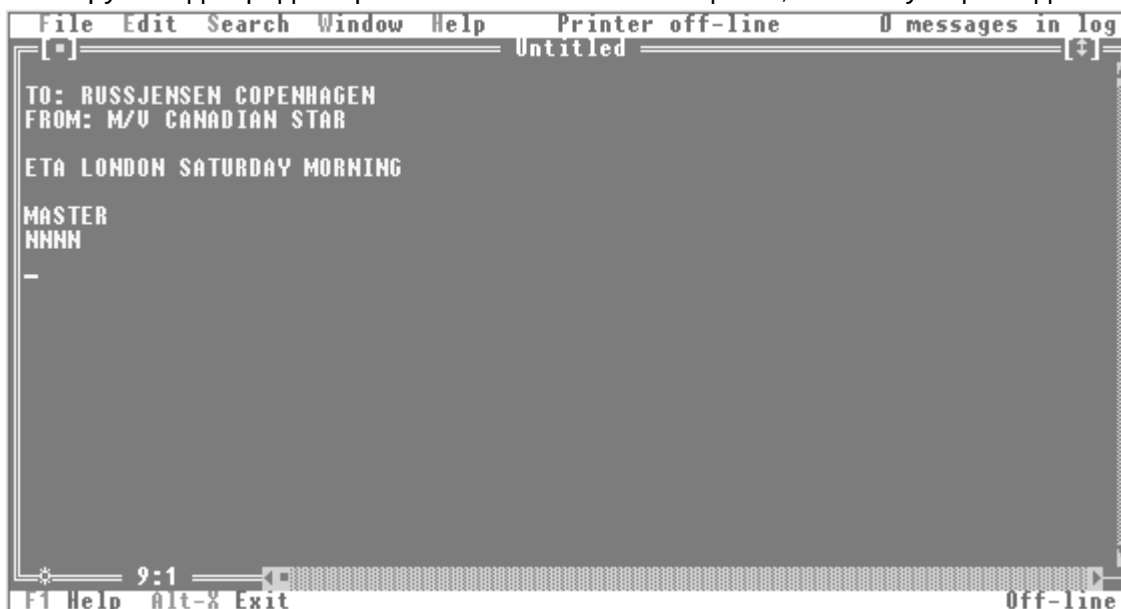 File Edit Search Window Help Printer off-line 0 messages in log
Untitled
TO: RUSSJENSEN COPENHAGEN
FROM: M/V CANADIAN STAR
ETA LONDON SATURDAY MORNING
MASTER
NNNN
9:1
F1 Help Alt-X Exit Off-line